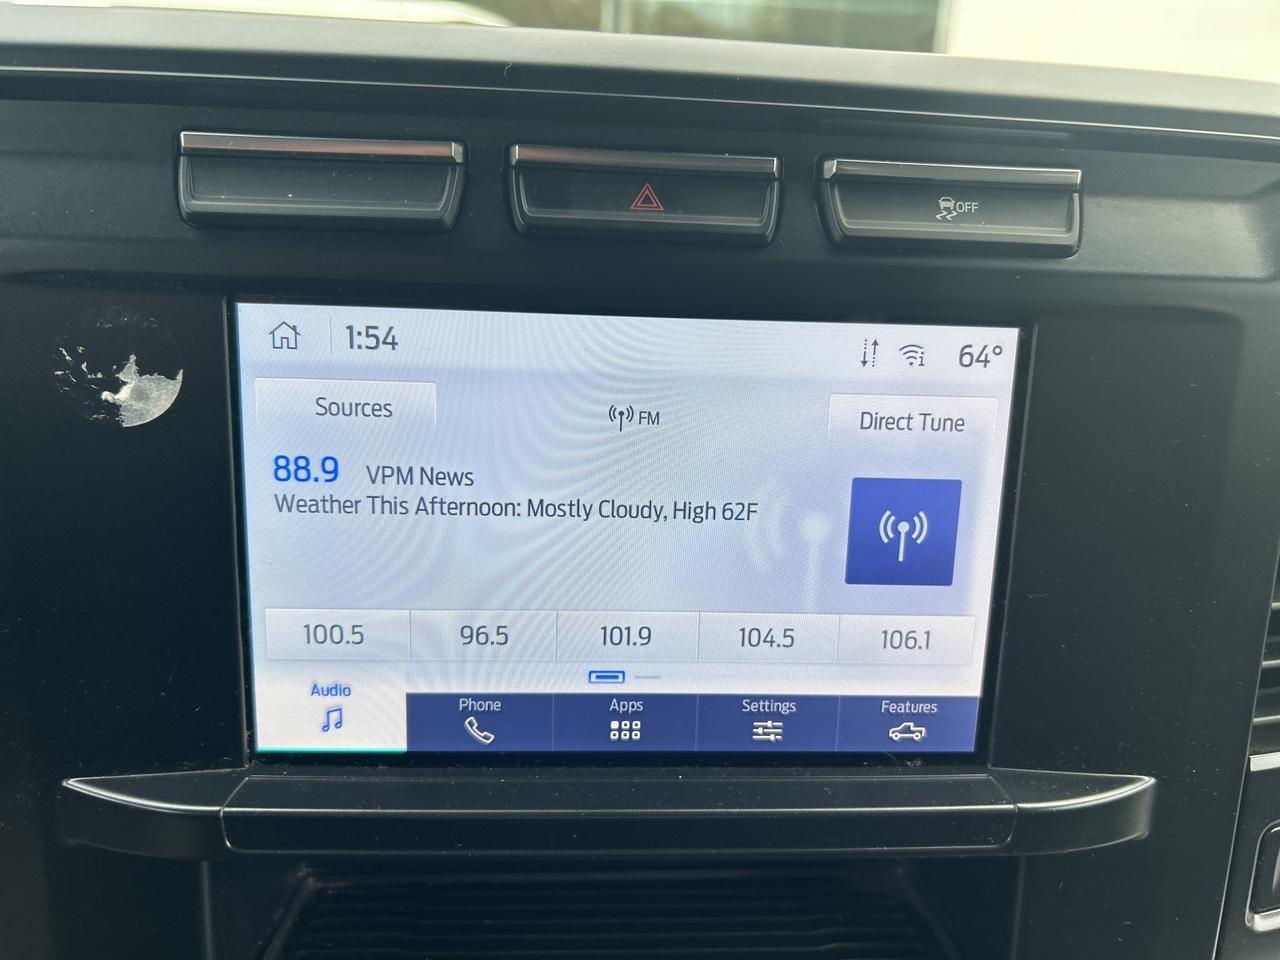 OFF
1:54
64°
Sources
FM
Direct Tune
88.9 VPM News
Weather This Afternoon: Mostly Cloudy, High 62F
100.5 96.5 101.9 104.5 106.1
Audio Phone Apps Settings Features